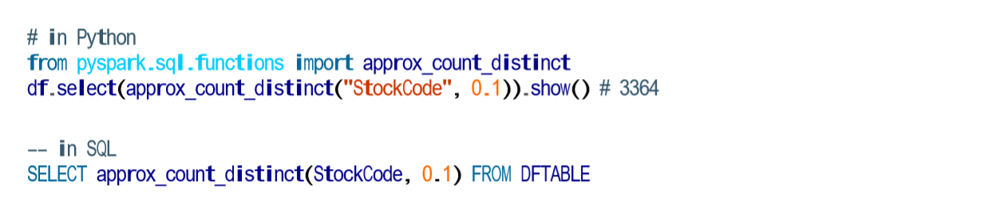 # in Python
from pyspark.sql.functions import approx_count_distinct
df.select(approx_count_distinct("StockCode", 0.1)).show() # 3364
-- in SQL
SELECT approx_count_distinct(StockCode, 0.1) FROM DFTABLE